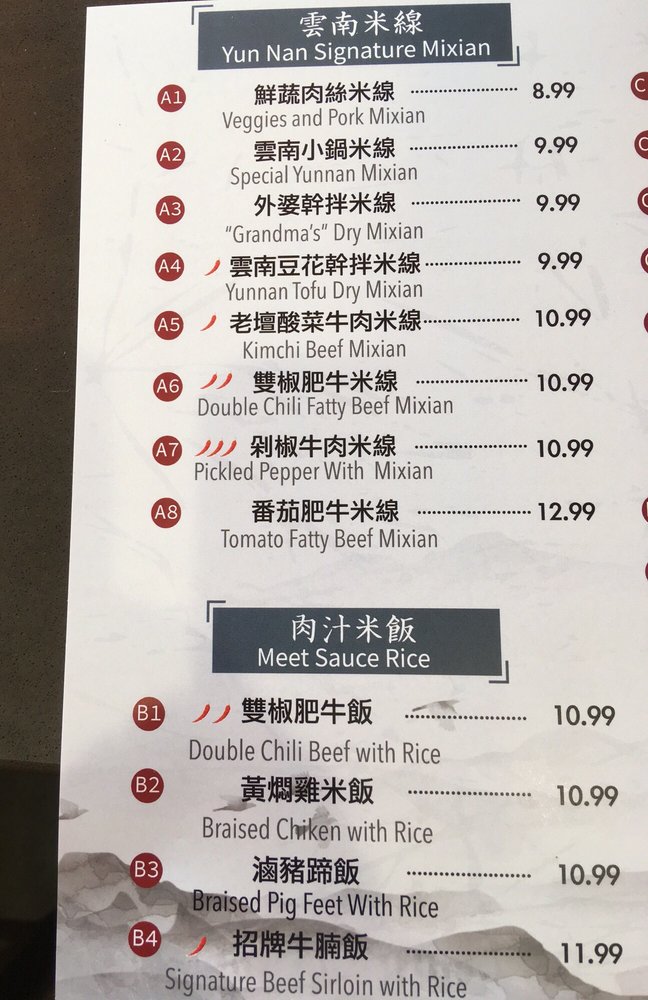 雲南米線
Yun Nan Signature Mixian
A1 鮮蔬肉絲米線 8.99
Veggies and Pork Mixian
A2 雲南小鍋米線 9.99
Special Yunnan Mixian
A3 外婆幹拌米線 9.99
“Grandma’s” Dry Mixian
A4 雲南豆花幹拌米線 9.99
Yunnan Tofu Dry Mixian
A5 老壇酸菜牛肉米線 10.99
Kimchi Beef Mixian
A6 雙椒肥牛米線 10.99
Double Chili Fatty Beef Mixian
A7 剁椒牛肉米線 10.99
Pickled Pepper With Mixian
A8 番茄肥牛米線 12.99
Tomato Fatty Beef Mixian
肉汁米飯
Meet Sauce Rice
B1 雙椒肥牛飯 10.99
Double Chili Beef with Rice
B2 黃燜雞米飯 10.99
Braised Chiken with Rice
B3 滷豬蹄飯 10.99
Braised Pig Feet With Rice
B4 招牌牛腩飯 11.99
Signature Beef Sirloin with Rice